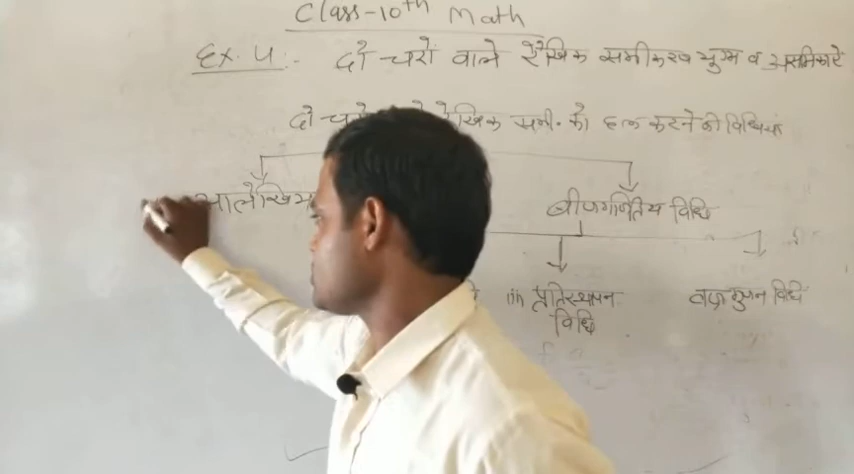 Class-10th Math
Ex. 4:- दो चरों वाले रैखिक समीकरण युग्म व असमिकाएँ
दो चरों रैखिक समी. को हल करने की विधियां
आलेखिय बीजगणितिय विधि
(ii) प्रतिस्थापन विधि
वज्रगुणन विधि